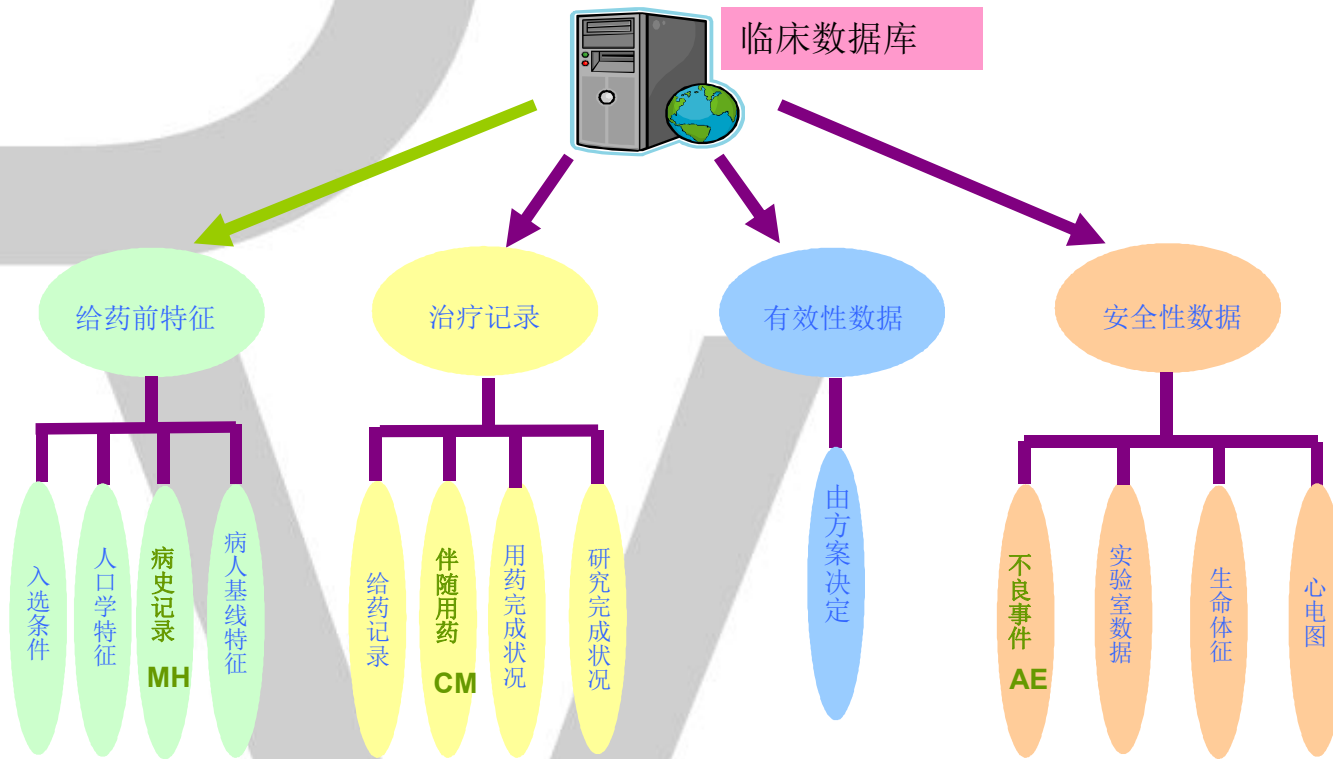 临床数据库
给药前特征
治疗记录
有效性数据
安全性数据
入选条件
人口学特征
病史记录
MH
病人基线特征
给药记录
伴随用药
CM
用药完成状况
研究完成状况
由方案决定
不良事件
AE
实验室数据
生命体征
心电图